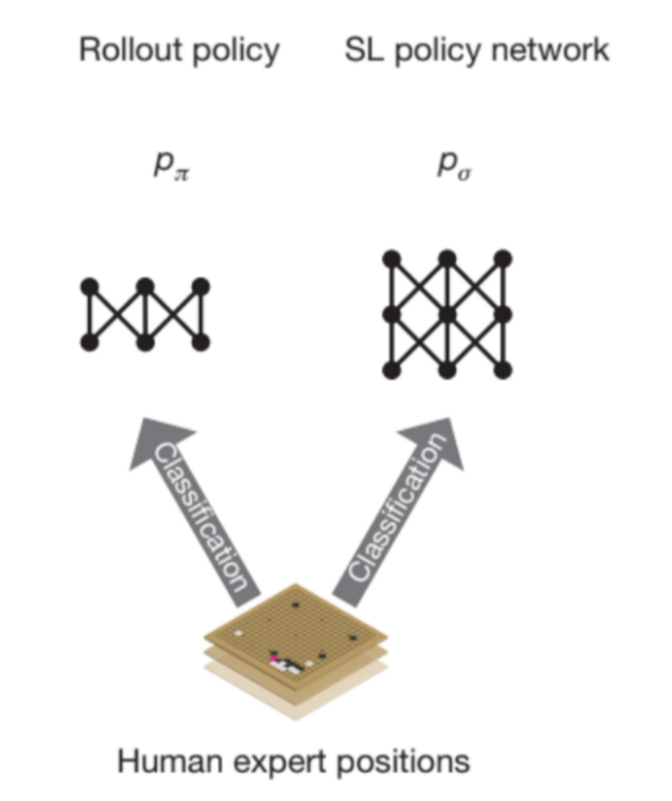 Rollout policy
SL policy network
pπ
pσ
Classification
Classification
Human expert positions